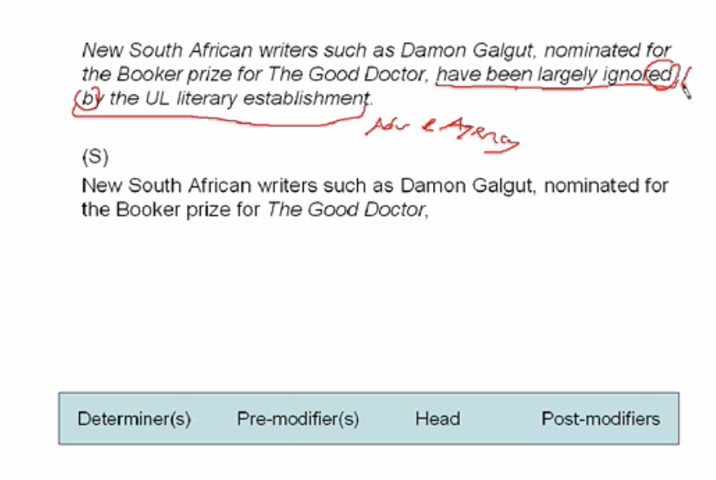 New South African writers such as Damon Galgut, nominated for
the Booker prize for The Good Doctor, have been largely ignored
by the UL literary establishment.
Adv e Agency
(S)
New South African writers such as Damon Galgut, nominated for
the Booker prize for The Good Doctor,
Determiner(s) Pre-modifier(s) Head Post-modifiers